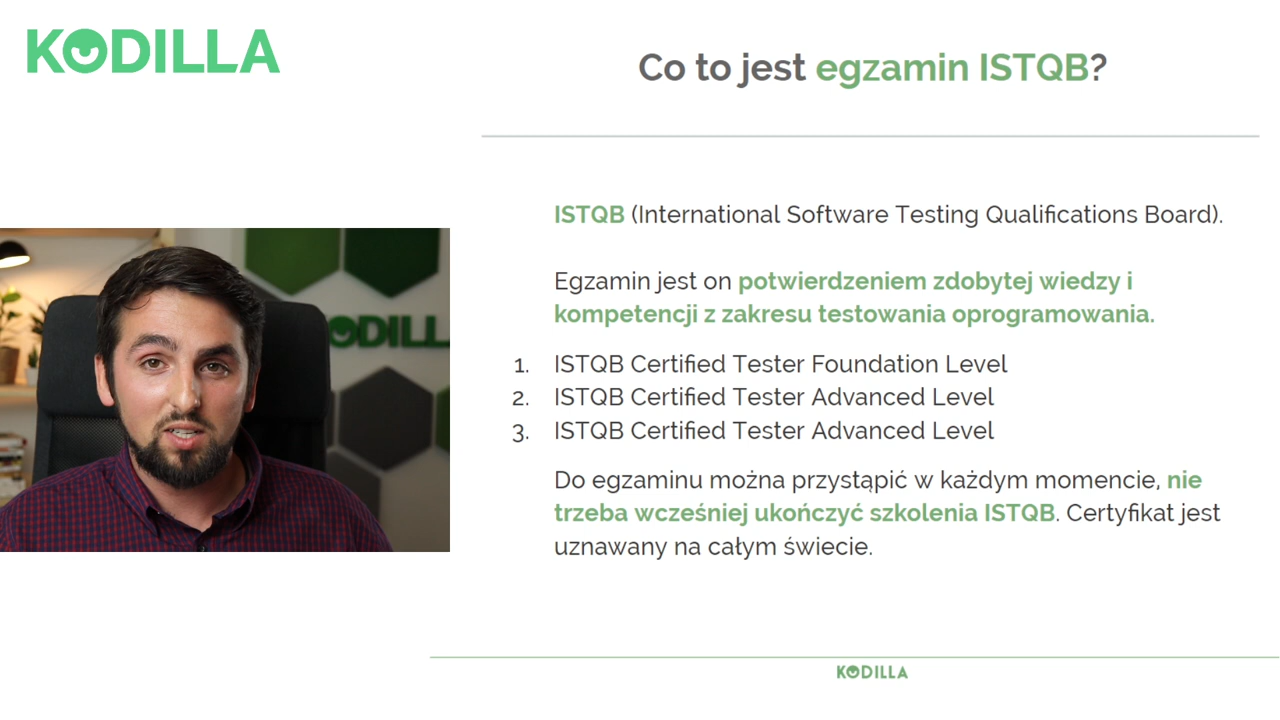 KODILLA
Co to jest egzamin ISTQB?
ISTQB (International Software Testing Qualifications Board).
Egzamin jest on potwierdzeniem zdobytej wiedzy i
kompetencji z zakresu testowania oprogramowania.
1. ISTQB Certified Tester Foundation Level
2. ISTQB Certified Tester Advanced Level
3. ISTQB Certified Tester Advanced Level
Do egzaminu można przystąpić w każdym momencie, nie
trzeba wcześniej ukończyć szkolenia ISTQB. Certyfikat jest
uznawany na całym świecie.
ODILL
KODILLA